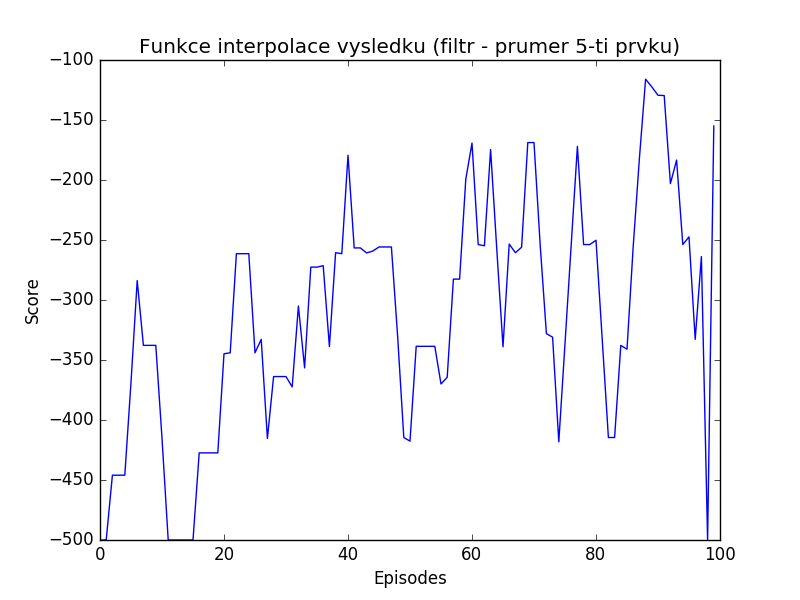 Funkce interpolace vysledku (filtr - prumer 5-ti prvku)
−100
−150
−200
−250
−300
−350
−400
−450
−500
Score
0 20 40 60 80 100
Episodes